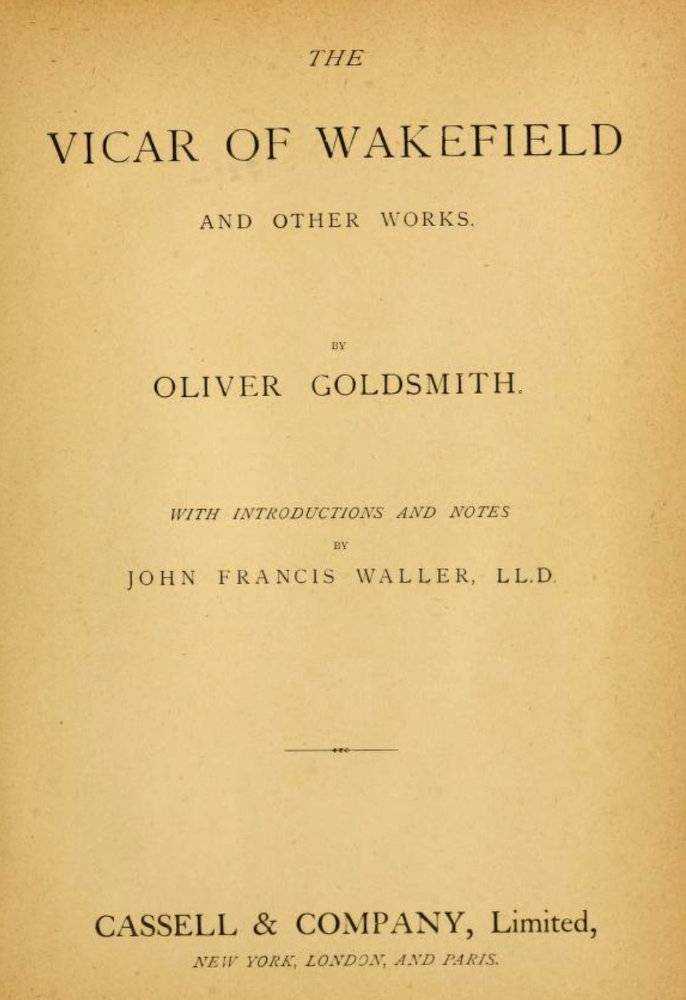 THE
VICAR OF WAKEFIELD
AND OTHER WORKS.
BY
OLIVER GOLDSMITH.
WITH INTRODUCTIONS AND NOTES
BY
JOHN FRANCIS WALLER, LL.D.
CASSELL & COMPANY, Limited,
NEW YORK, LONDON, AND PARIS.